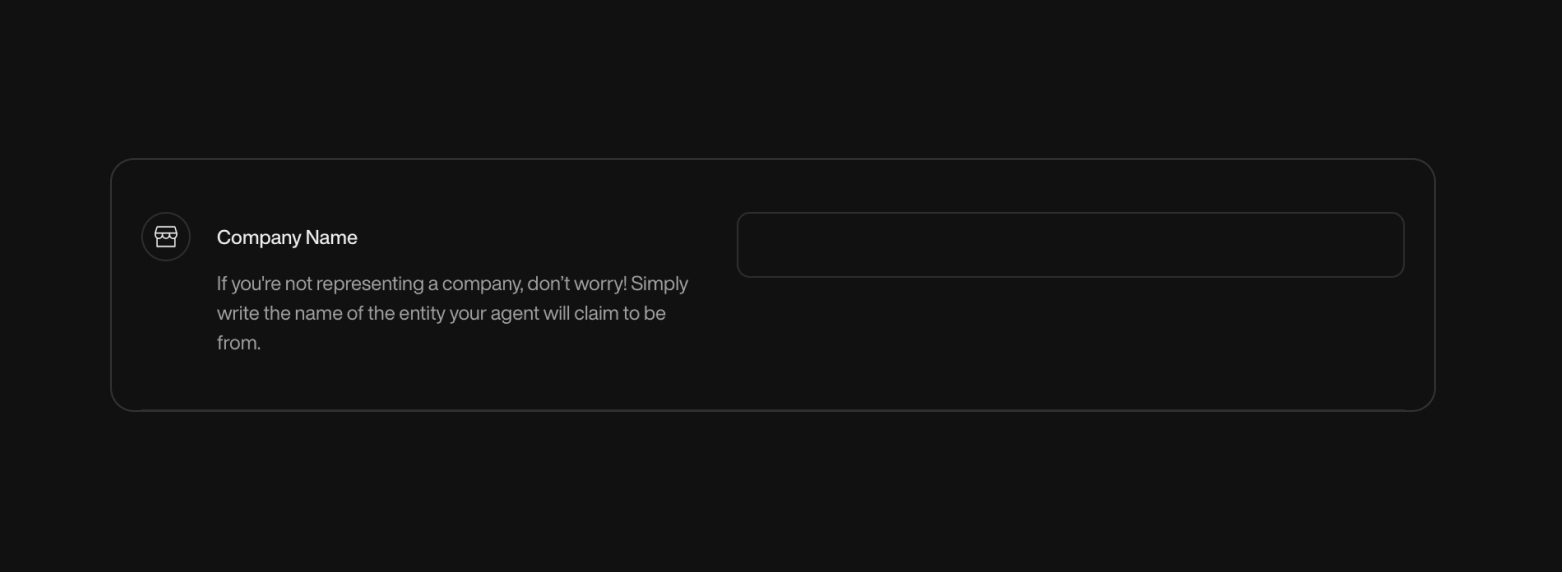 Company Name
If you're not representing a company, don’t worry! Simply
write the name of the entity your agent will claim to be
from.